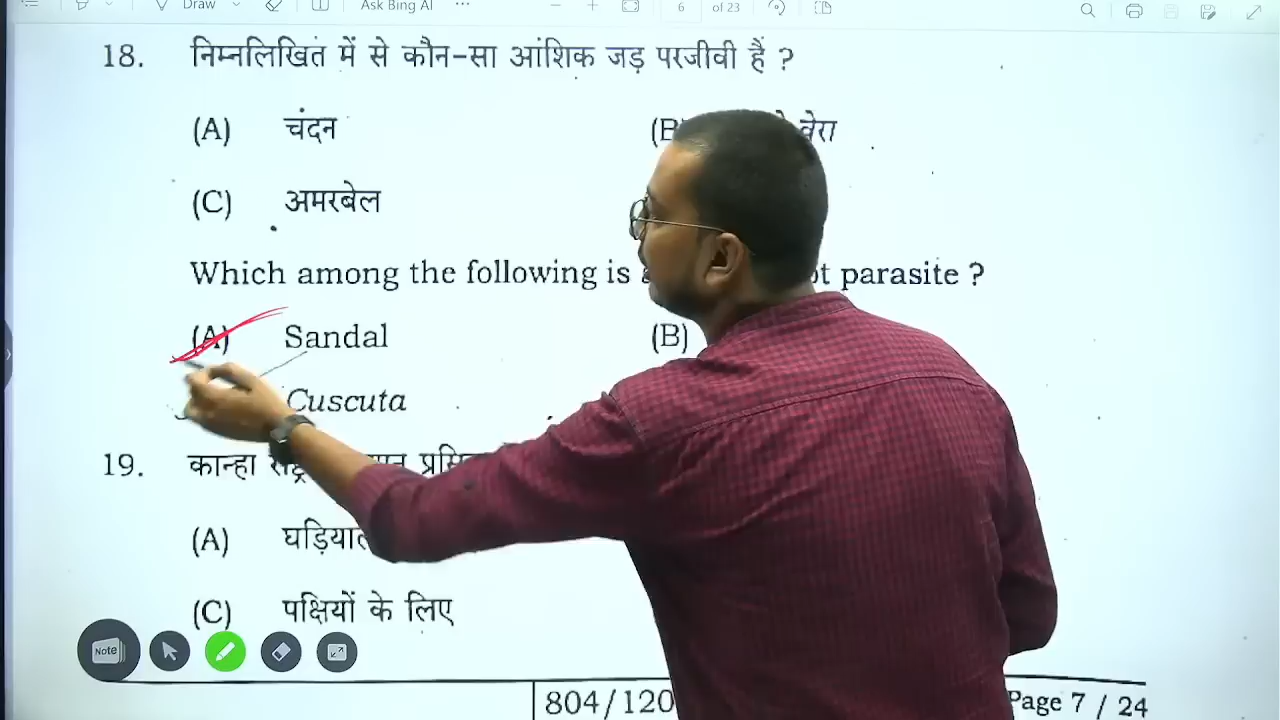 Draw Ask Bing AI 6 of 23
18. निम्नलिखित में से कौन-सा आंशिक जड़ परजीवी है ?
(A) चंदन (B) वेरा
(C) अमरबेल
Which among the following is parasite ?
(A) Sandal (B)
Cuscuta
19. कान्हा
(A) घड़ियाल
(C) पक्षियों के लिए
Note
804/120 Page 7 / 24